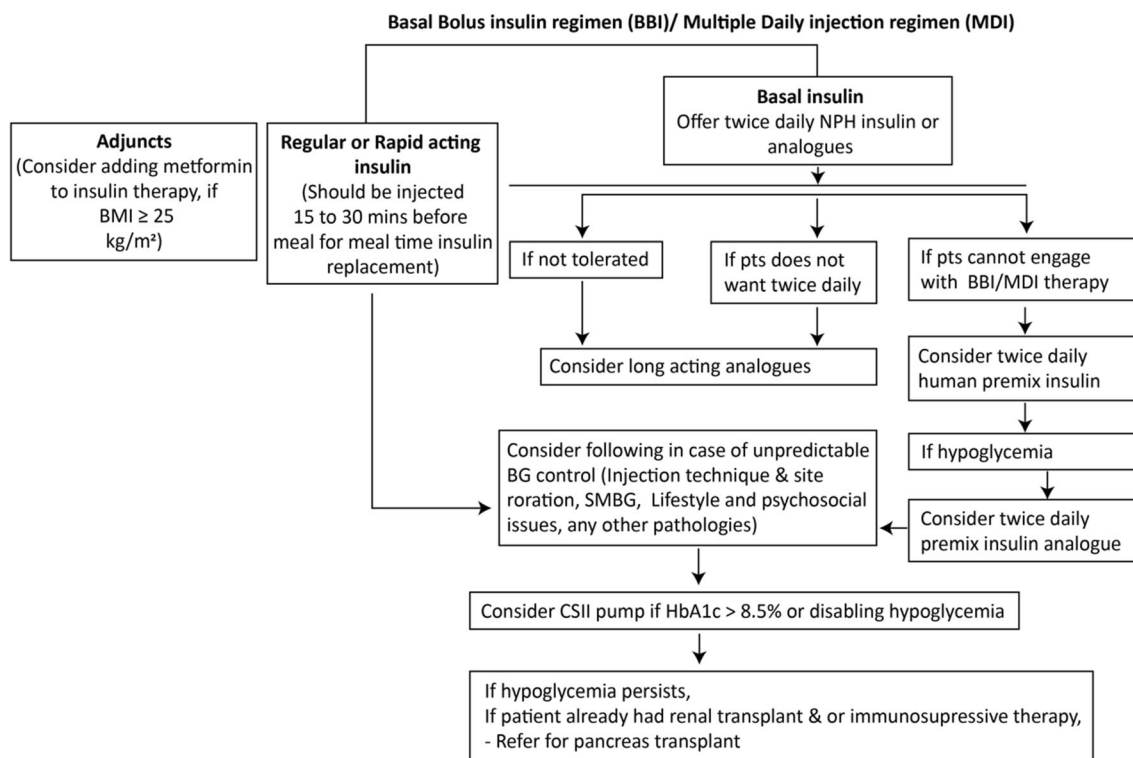 Basal Bolus insulin regimen (BBI)/ Multiple Daily injection regimen (MDI)
Basal insulin
Offer twice daily NPH insulin or
analogues
Adjuncts
(Consider adding metformin
to insulin therapy, if
BMI ≥ 25
kg/m²)
Regular or Rapid acting
insulin
(Should be injected
15 to 30 mins before
meal for meal time insulin
replacement)
If not tolerated
If pts does not
want twice daily
If pts cannot engage
with BBI/MDI therapy
Consider long acting analogues
Consider twice daily
human premix insulin
If hypoglycemia
Consider twice daily
premix insulin analogue
Consider following in case of unpredictable
BG control (Injection technique & site
roration, SMBG, Lifestyle and psychosocial
issues, any other pathologies)
Consider CSII pump if HbA1c > 8.5% or disabling hypoglycemia
If hypoglycemia persists,
If patient already had renal transplant & or immunosupressive therapy,
- Refer for pancreas transplant